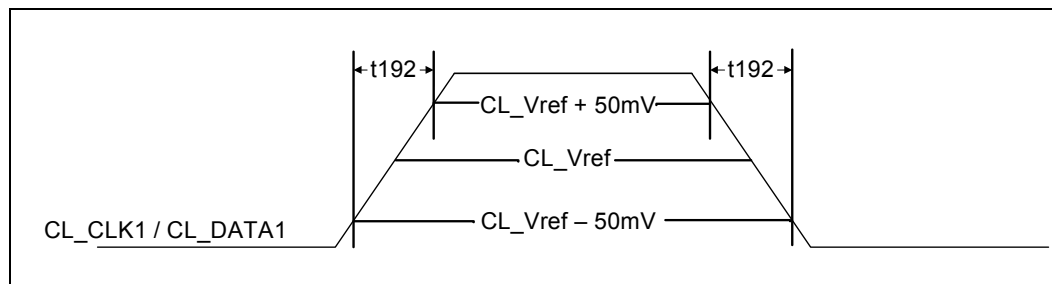 t192
t192
CL_Vref + 50mV
CL_Vref
CL_Vref – 50mV
CL_CLK1 / CL_DATA1